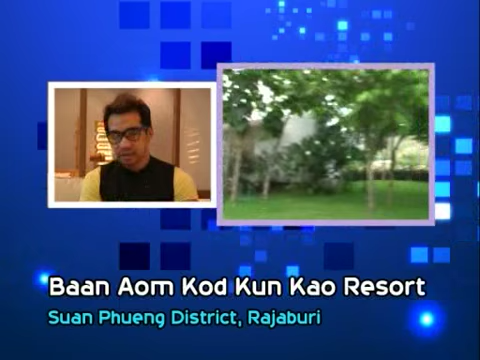 Baan Aom Kod Kun Kao Resort
Suan Phueng District, Rajaburi